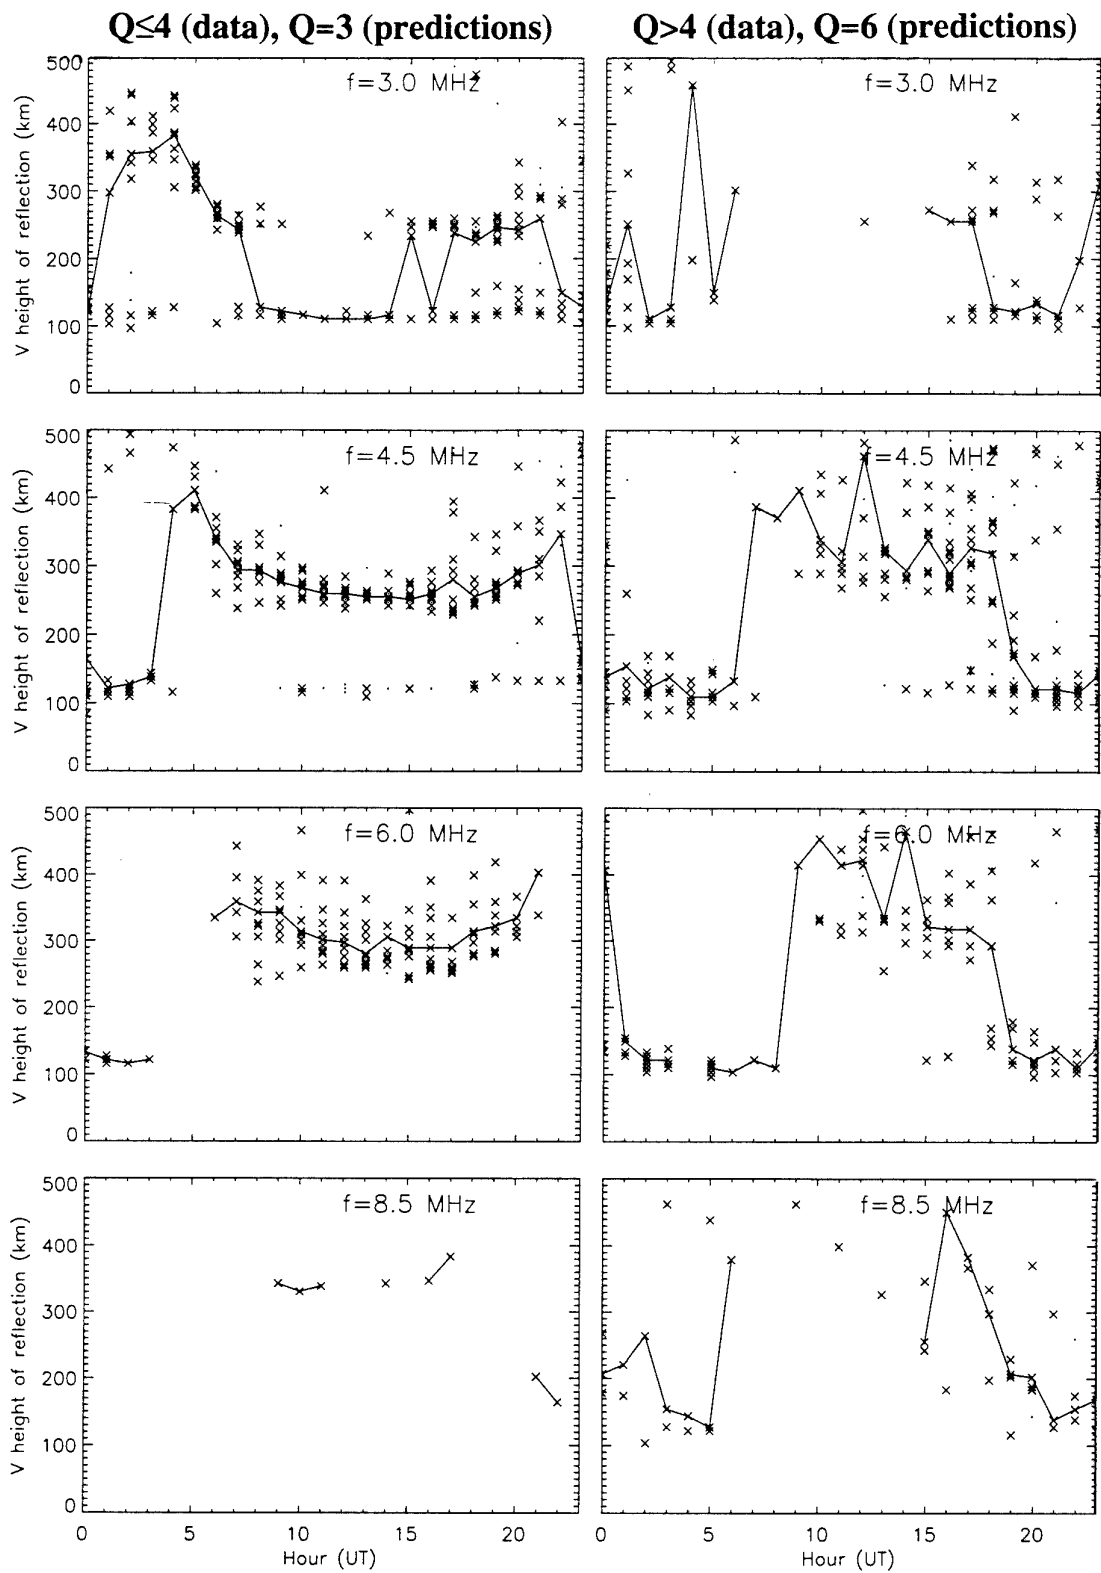 Q≤4 (data), Q=3 (predictions)
Q>4 (data), Q=6 (predictions)
f=3.0 MHz
f=3.0 MHz
V height of reflection (km)
500
400
300
200
100
0
f=4.5 MHz
f=4.5 MHz
V height of reflection (km)
500
400
300
200
100
0
f=6.0 MHz
f=6.0 MHz
V height of reflection (km)
500
400
300
200
100
0
f=8.5 MHz
f=8.5 MHz
V height of reflection (km)
500
400
300
200
100
0
0 5 10 15 20
0 5 10 15 20
Hour (UT)
Hour (UT)